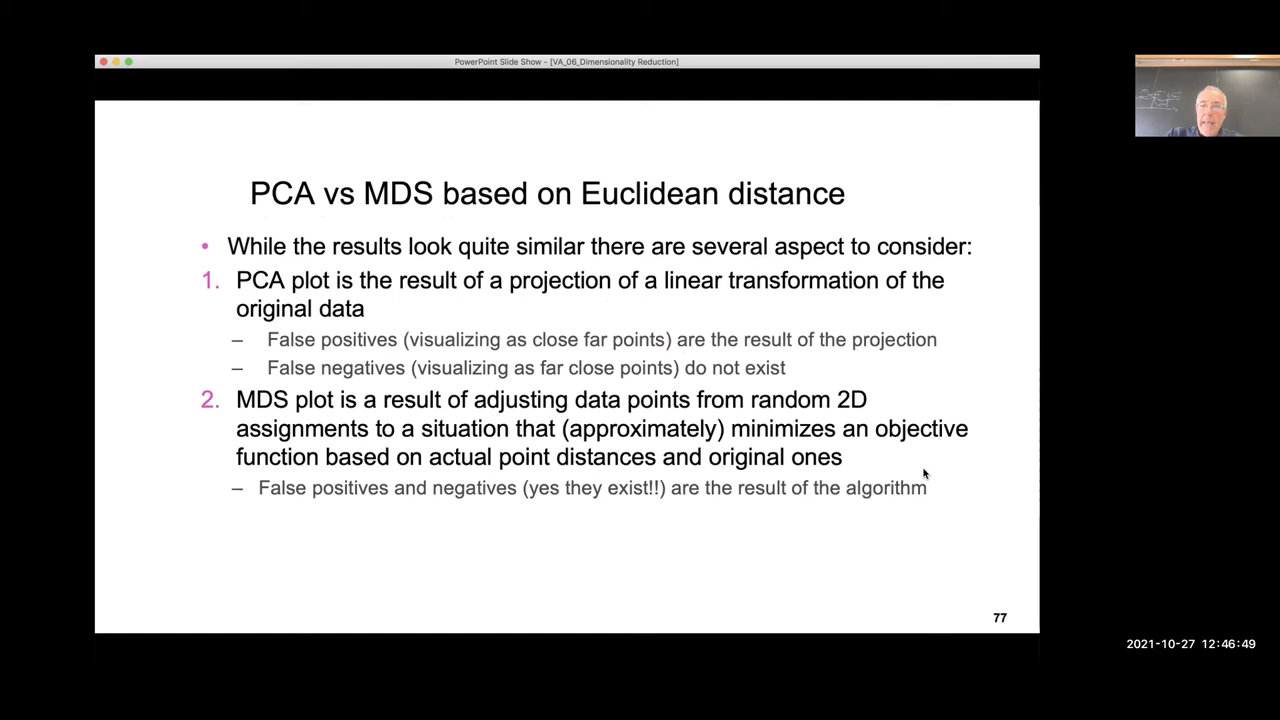 PowerPoint Slide Show - [VA_06_Dimensionality Reduction]
PCA vs MDS based on Euclidean distance
• While the results look quite similar there are several aspect to consider:
1. PCA plot is the result of a projection of a linear transformation of the
original data
– False positives (visualizing as close far points) are the result of the projection
– False negatives (visualizing as far close points) do not exist
2. MDS plot is a result of adjusting data points from random 2D
assignments to a situation that (approximately) minimizes an objective
function based on actual point distances and original ones
– False positives and negatives (yes they exist!!) are the result of the algorithm
77
2021-10-27 12:46:49